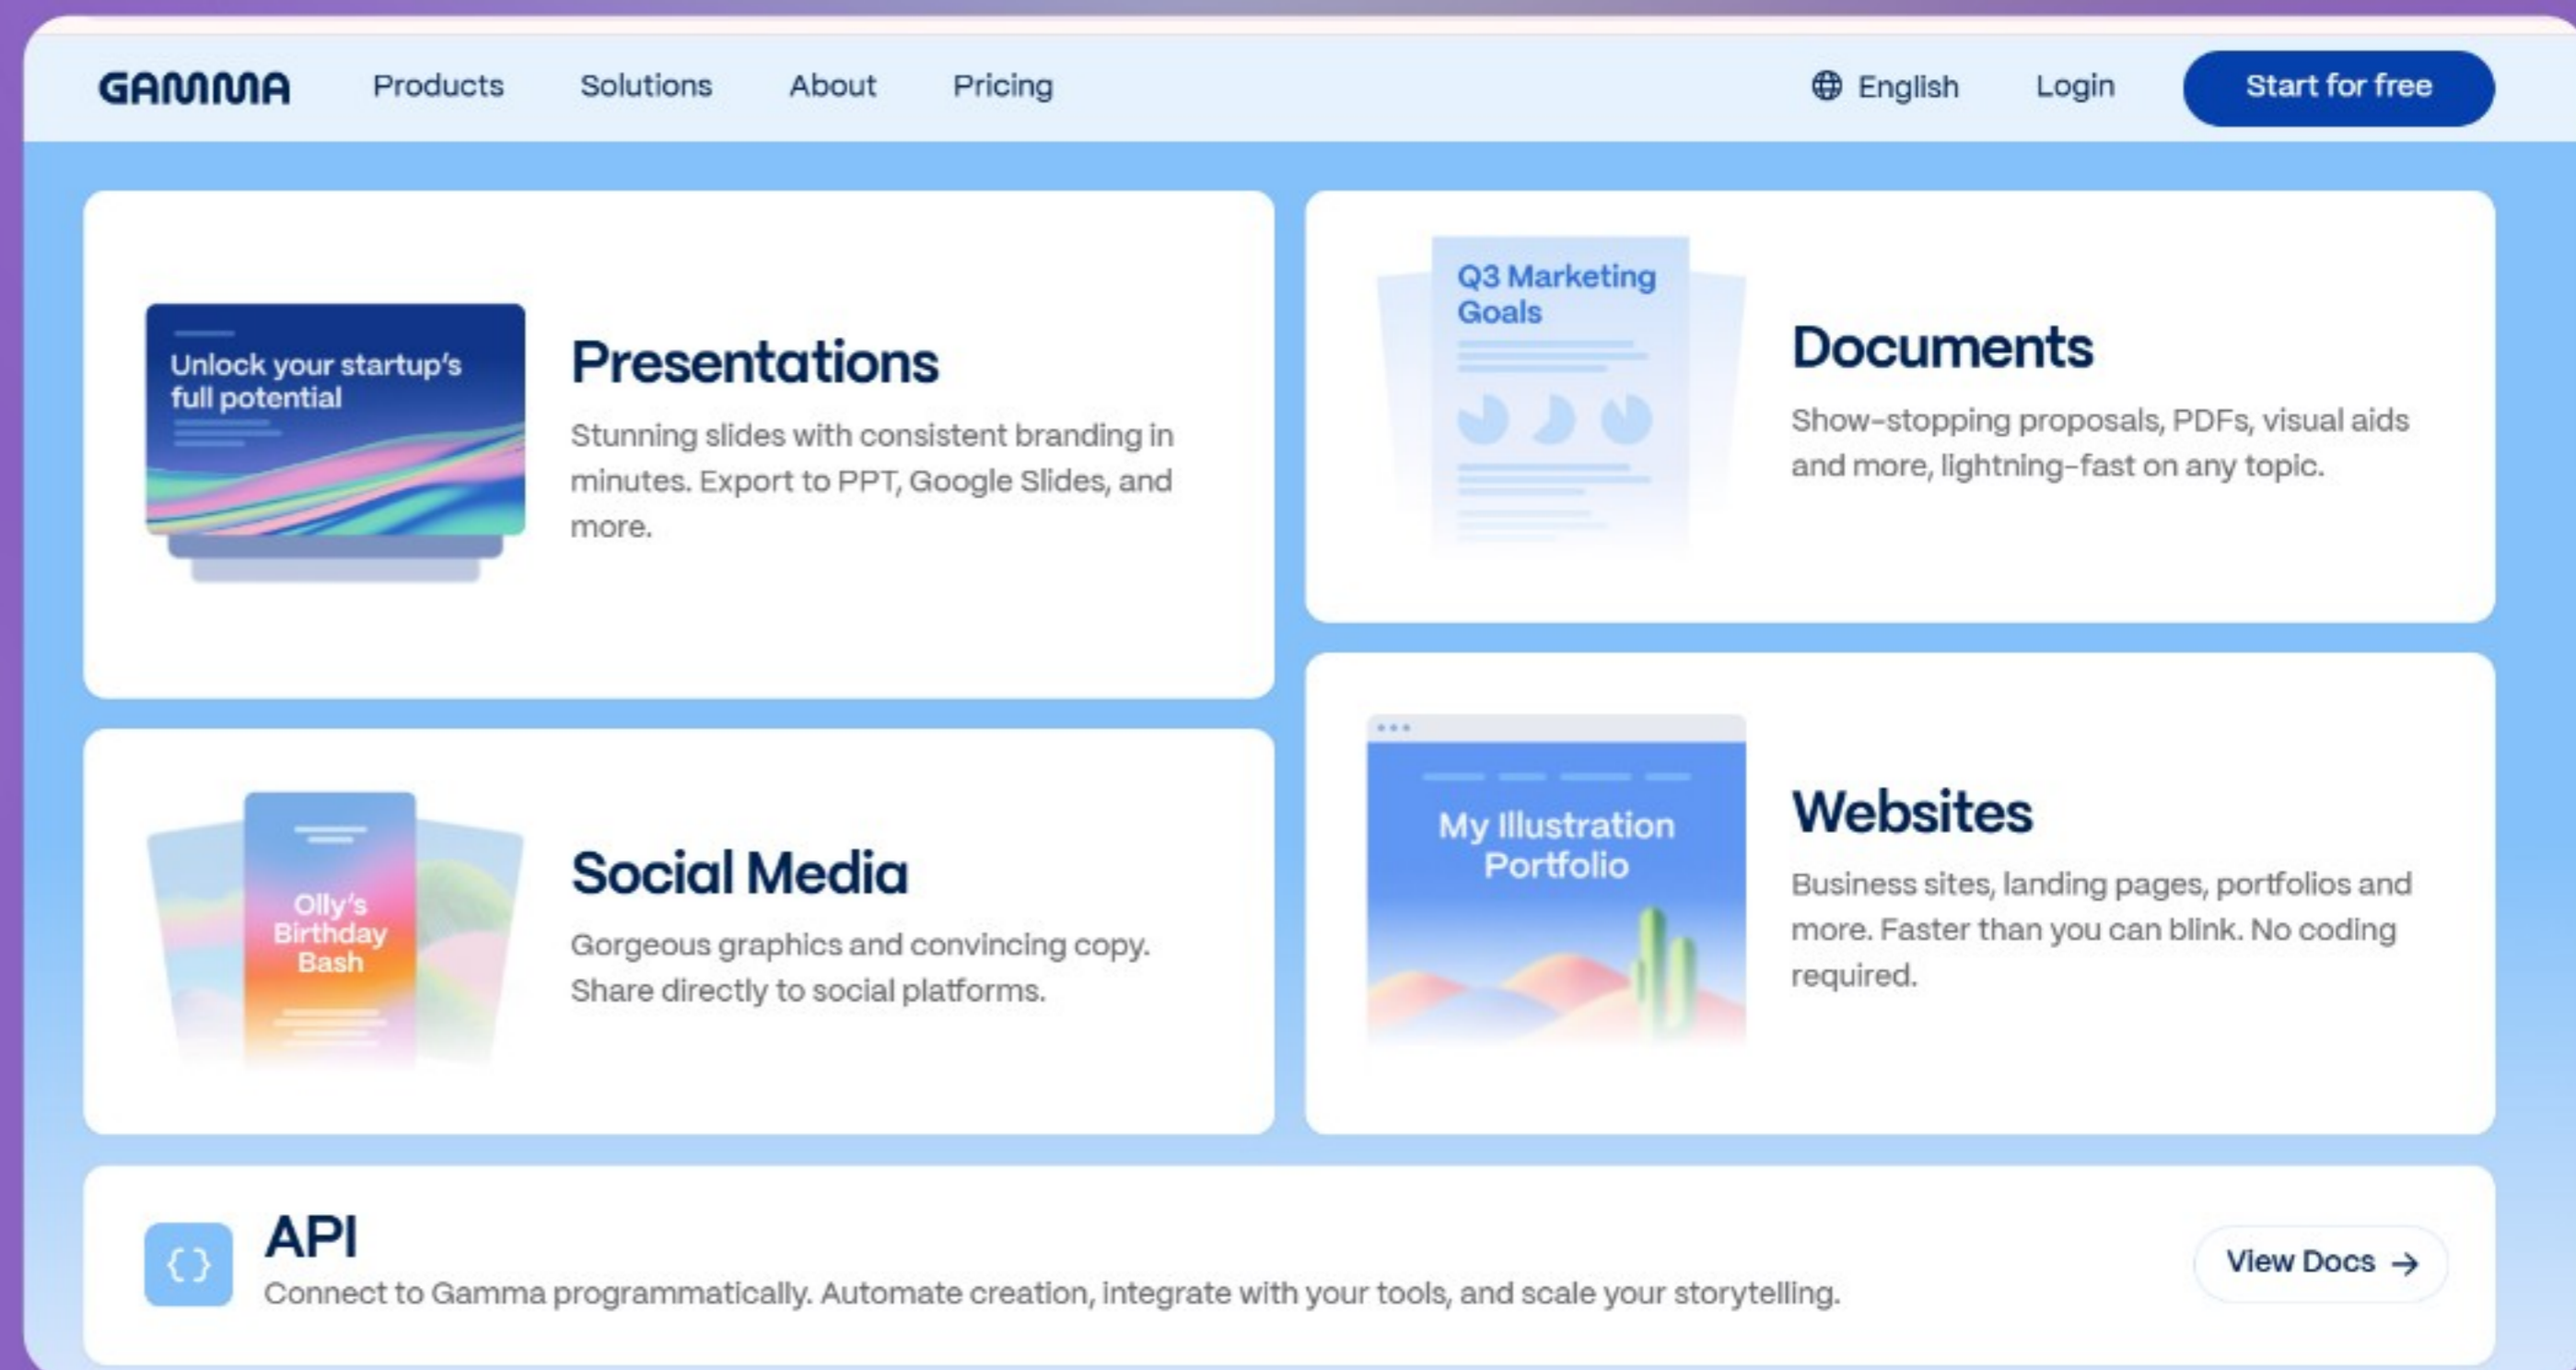 GAMMA
Products
Solutions
About
Pricing
English
Login
Start for free
Unlock your startup's
full potential
Presentations
Stunning slides with consistent branding in
minutes. Export to PPT, Google Slides, and
more.
Q3 Marketing
Goals
Documents
Show-stopping proposals, PDFs, visual aids
and more, lightning-fast on any topic.
Olly's
Birthday
Bash
Social Media
Gorgeous graphics and convincing copy.
Share directly to social platforms.
My Illustration
Portfolio
Websites
Business sites, landing pages, portfolios and
more. Faster than you can blink. No coding
required.
{}
API
Connect to Gamma programmatically. Automate creation, integrate with your tools, and scale your storytelling.
View Docs →